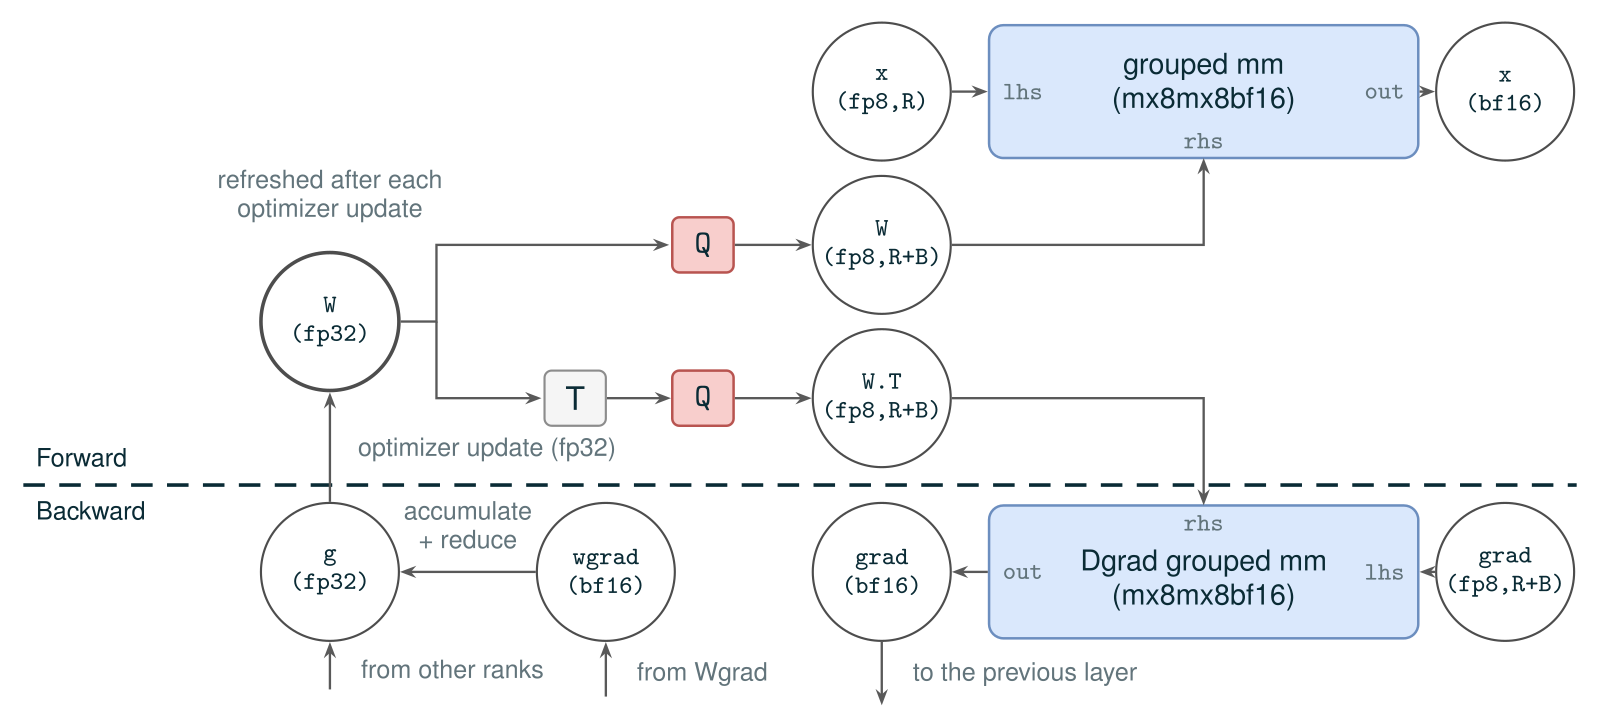 x
(fp8,R)
lhs
grouped mm
(mx8mx8bf16)
rhs
out
x
(bf16)
refreshed after each
optimizer update
W
(fp32)
Q
W
(fp8,R+B)
T
Q
W.T
(fp8,R+B)
optimizer update (fp32)
Forward
Backward
g
(fp32)
accumulate
+ reduce
wgrad
(bf16)
grad
(bf16)
out
rhs
Dgrad grouped mm
(mx8mx8bf16)
lhs
grad
(fp8,R+B)
from other ranks
from Wgrad
to the previous layer